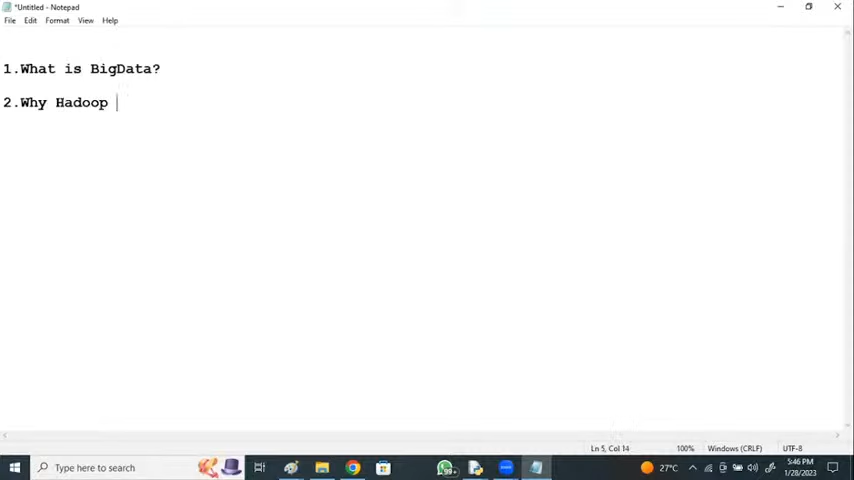 *Untitled - Notepad
File Edit Format View Help
1.What is BigData?
2.Why Hadoop
Ln 5, Col 14 100% Windows (CRLF) UTF-8
Type here to search 99+ 27°C 5:46 PM
1/28/2023